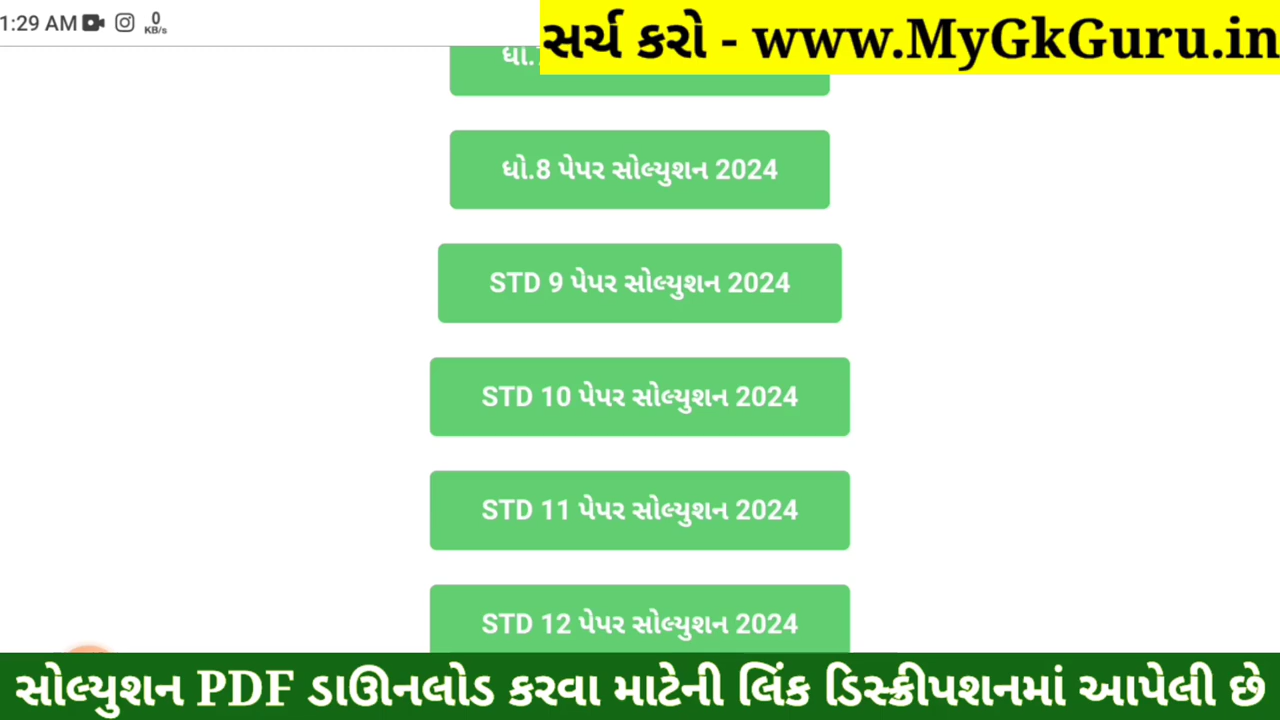 1:29 AM 0 KB/s
સર્ચ કરો - www.MyGkGuru.in
ધો.
ધો.8 પેપર સોલ્યુશન 2024
STD 9 પેપર સોલ્યુશન 2024
STD 10 પેપર સોલ્યુશન 2024
STD 11 પેપર સોલ્યુશન 2024
STD 12 પેપર સોલ્યુશન 2024
સોલ્યુશન PDF ડાઊનલોડ કરવા માટેની લિંક ડિસ્ક્રીપશનમાં આપેલી છે